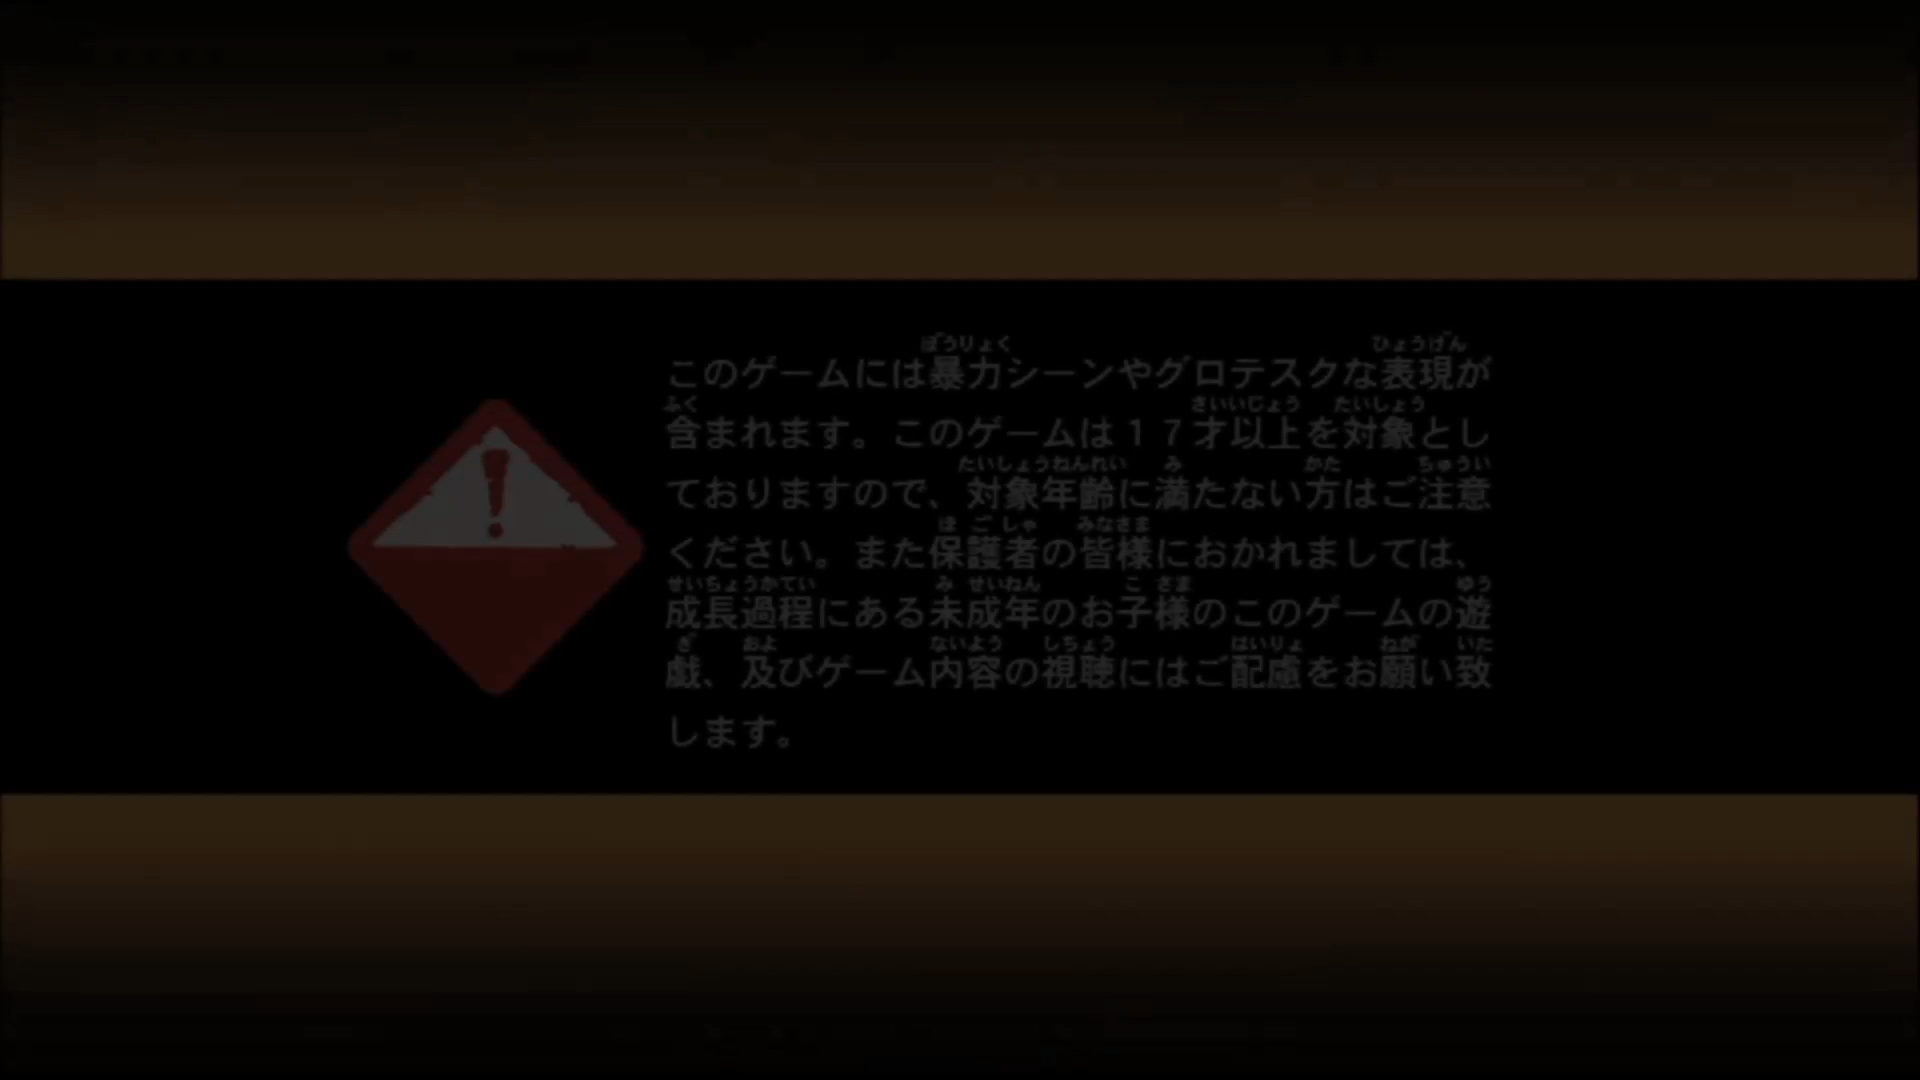 このゲームには暴力シーンやグロテスクな表現が
含まれます。このゲームは１７才以上を対象とし
ておりますので、対象年齢に満たない方はご注意
ください。また保護者の皆様におかれましては、
成長過程にある未成年のお子様のこのゲームの遊
戯、及びゲーム内容の視聴にはご配慮をお願い致
します。